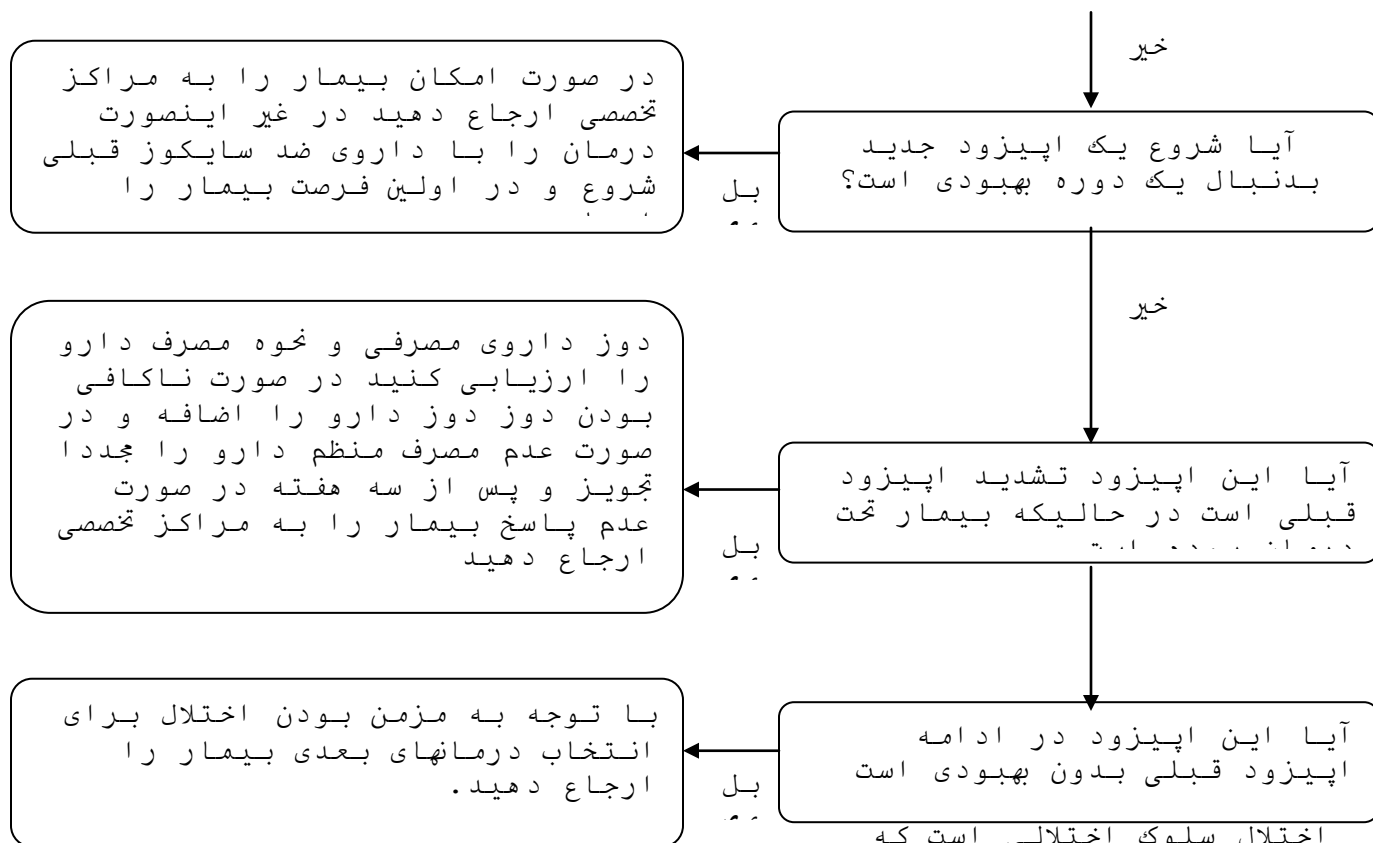 خیر
آیا شروع یک اپیزود جدید
بدنبال یک دوره بهبودی است؟
بل
در صورت امکان بیمار را به مراکز
تخصصی ارجاع دهید در غیر اینصورت
درمان را با داروی ضد سایکوز قبلی
شروع و در اولین فرصت بیمار را
خیر
آیا این اپیزود تشدید اپیزود
قبلی است در حالیکه بیمار تحت
بل
دوز داروی مصرفی و نحوه مصرف دارو
را ارزیابی کنید در صورت ناکافی
بودن دوز دوز دارو را اضافه و در
صورت عدم مصرف منظم دارو را مجددا
تجویز و پس از سه هفته در صورت
عدم پاسخ بیمار را به مراکز تخصصی
ارجاع دهید
آیا این اپیزود در ادامه
اپیزود قبلی بدون بهبودی است
بل
با توجه به مزمن بودن اختلال برای
انتخاب درمانهای بعدی بیمار را
ارجاع دهید.
اختلال سلوک اختلالی است که